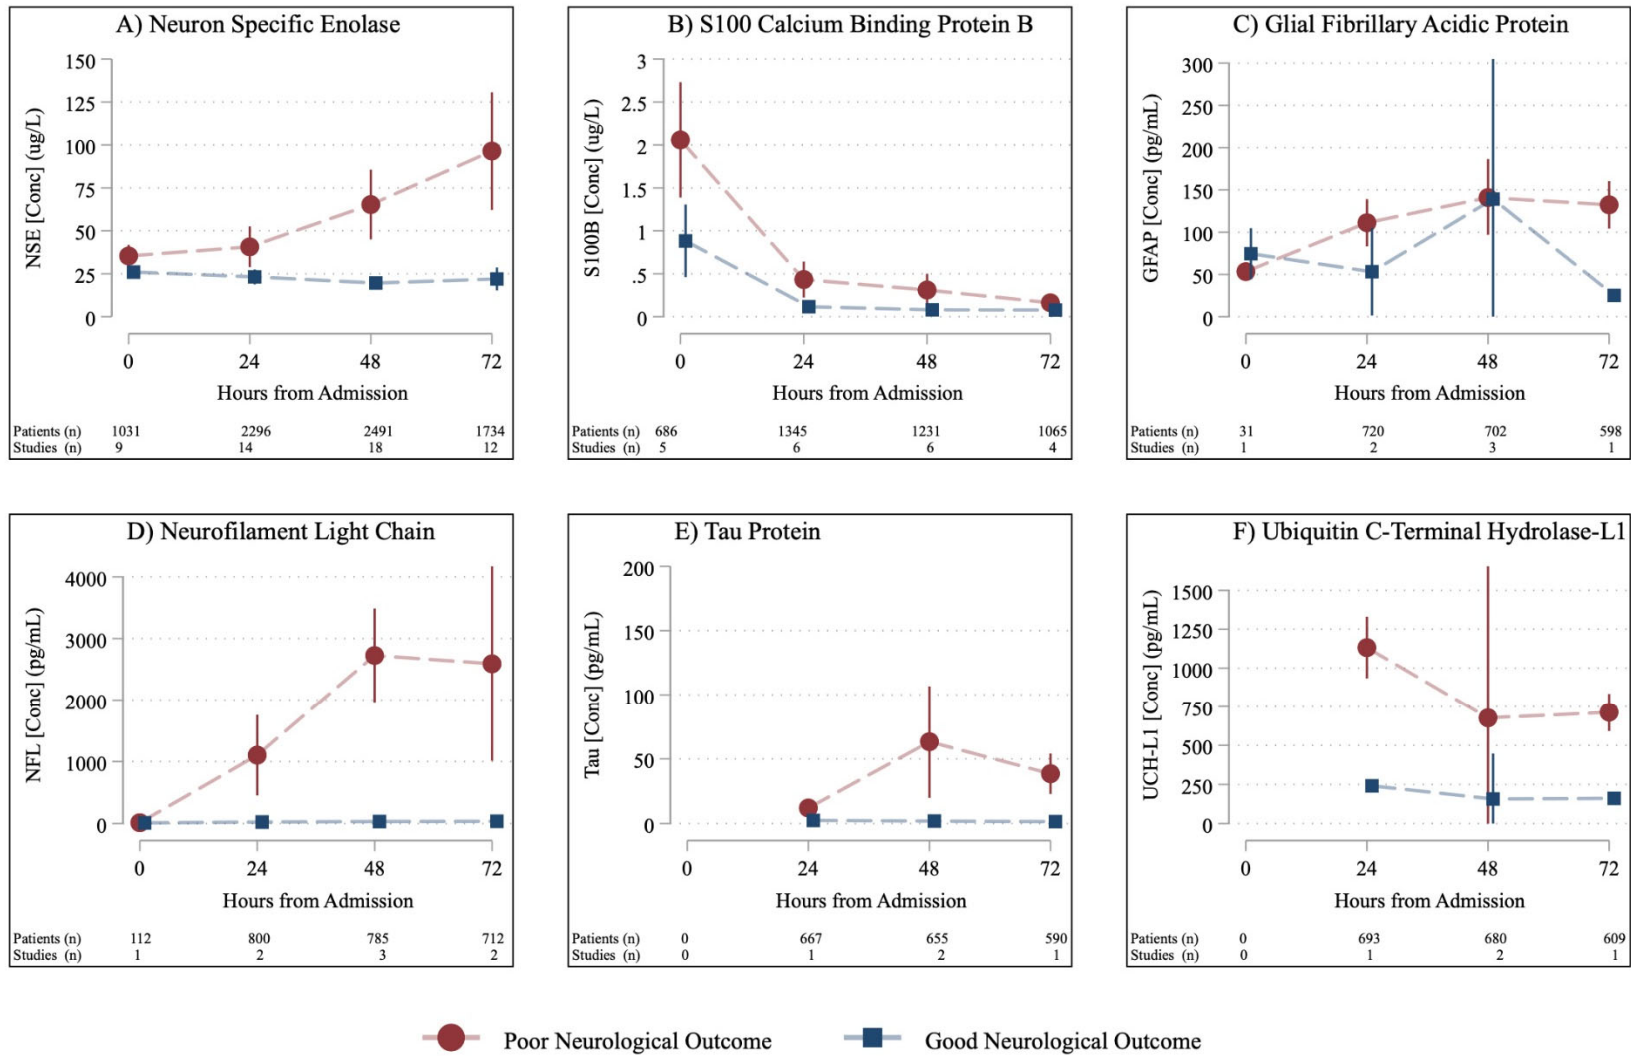 A) Neuron Specific Enolase
NSE [Conc] (ug/L)
150
125
100
75
50
25
0
0 24 48 72
Hours from Admission
Patients (n) 1031 2296 2491 1734
Studies (n) 9 14 18 12
B) S100 Calcium Binding Protein B
S100B [Conc] (ug/L)
3
2.5
2
1.5
1
.5
0
0 24 48 72
Hours from Admission
Patients (n) 686 1345 1231 1065
Studies (n) 5 6 6 4
C) Glial Fibrillary Acidic Protein
GFAP [Conc] (pg/mL)
300
250
200
150
100
50
0
0 24 48 72
Hours from Admission
Patients (n) 31 720 702 598
Studies (n) 1 2 3 1
D) Neurofilament Light Chain
NFL [Conc] (pg/mL)
4000
3000
2000
1000
0
0 24 48 72
Hours from Admission
Patients (n) 112 800 785 712
Studies (n) 1 2 3 2
E) Tau Protein
Tau [Conc] (pg/mL)
200
150
100
50
0
0 24 48 72
Hours from Admission
Patients (n) 0 667 655 590
Studies (n) 0 1 2 1
F) Ubiquitin C-Terminal Hydrolase-L1
UCH-L1 [Conc] (pg/mL)
1500
1250
1000
750
500
250
0
0 24 48 72
Hours from Admission
Patients (n) 0 693 680 609
Studies (n) 0 1 2 1
Poor Neurological Outcome Good Neurological Outcome